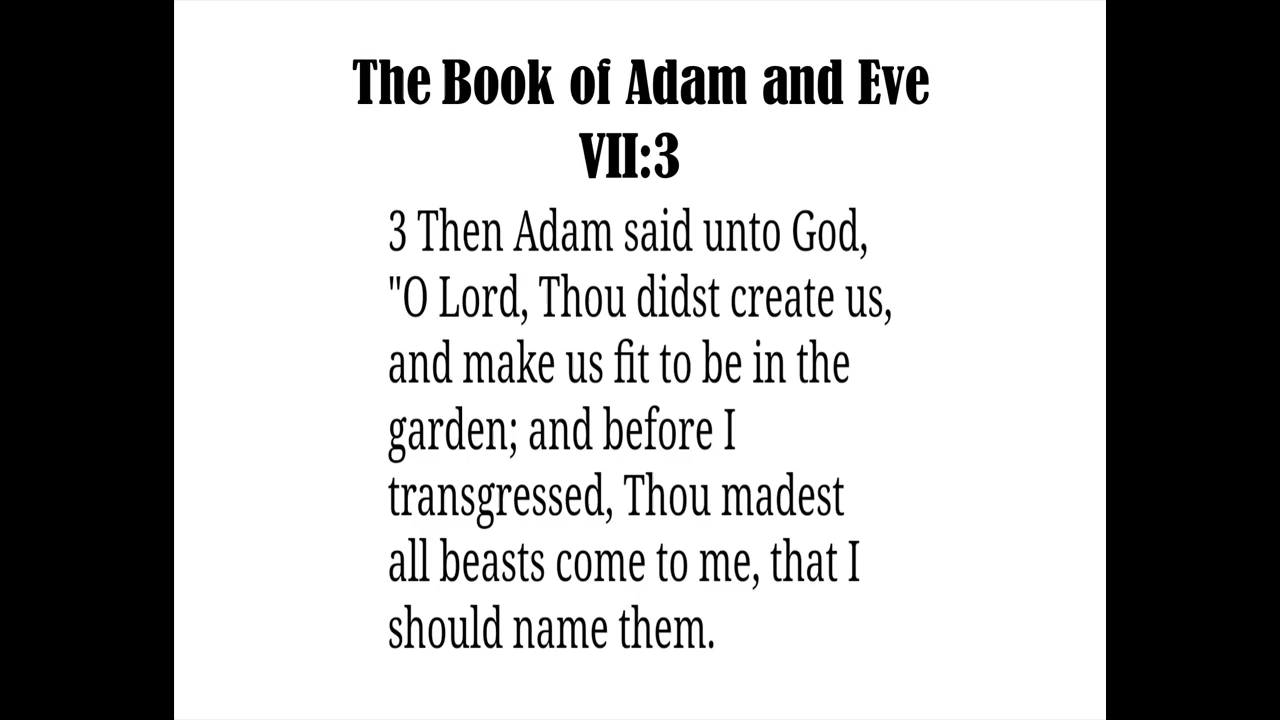 The Book of Adam and Eve
VII:3
3 Then Adam said unto God,
"O Lord, Thou didst create us,
and make us fit to be in the
garden; and before I
transgressed, Thou madest
all beasts come to me, that I
should name them.